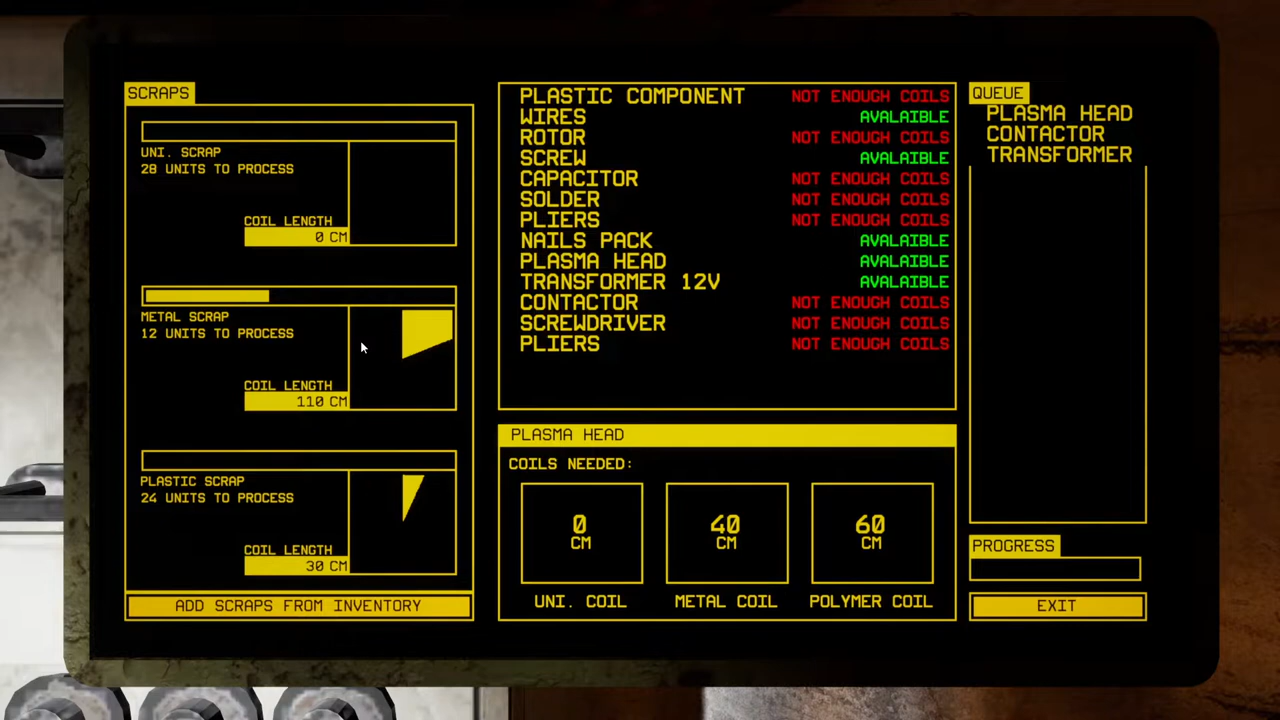 SCRAPS
UNI. SCRAP
28 UNITS TO PROCESS
COIL LENGTH
0 CM
METAL SCRAP
12 UNITS TO PROCESS
COIL LENGTH
110 CM
PLASTIC SCRAP
24 UNITS TO PROCESS
COIL LENGTH
30 CM
ADD SCRAPS FROM INVENTORY
PLASTIC COMPONENT NOT ENOUGH COILS
WIRES AVALAIBLE
ROTOR NOT ENOUGH COILS
SCREW AVALAIBLE
CAPACITOR NOT ENOUGH COILS
SOLDER NOT ENOUGH COILS
PLIERS NOT ENOUGH COILS
NAILS PACK AVALAIBLE
PLASMA HEAD AVALAIBLE
TRANSFORMER 12V AVALAIBLE
CONTACTOR NOT ENOUGH COILS
SCREWDRIVER NOT ENOUGH COILS
PLIERS NOT ENOUGH COILS
PLASMA HEAD
COILS NEEDED:
0 CM
40 CM
60 CM
UNI. COIL METAL COIL POLYMER COIL
QUEUE
PLASMA HEAD
CONTACTOR
TRANSFORMER
PROGRESS
EXIT